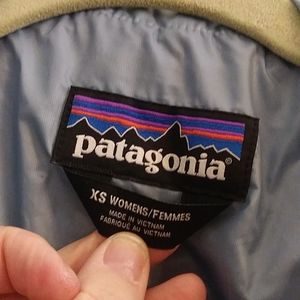 patagonia®
XS WOMENS/FEMMES
MADE IN VIETNAM
FABRIQUÉ AU VIETNAM